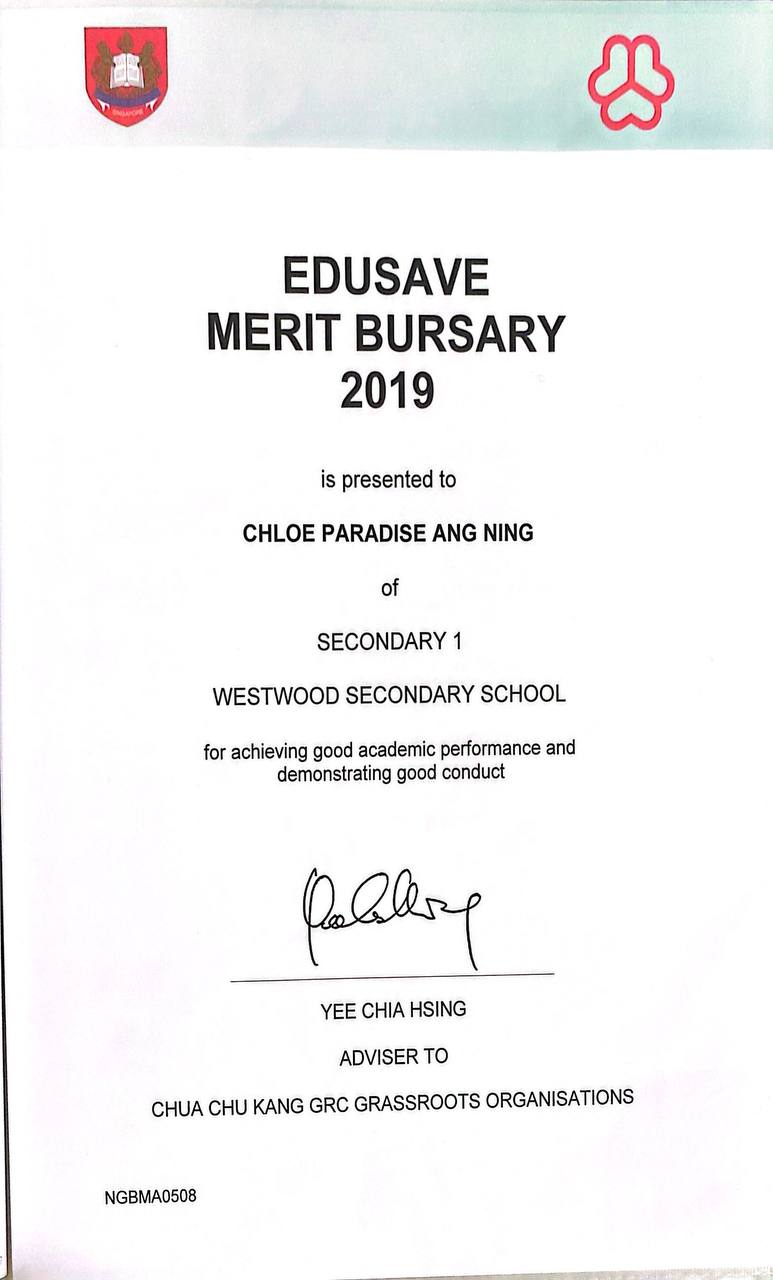 SINGAPORE
EDUSAVE
MERIT BURSARY
2019
is presented to
CHLOE PARADISE ANG NING
of
SECONDARY 1
WESTWOOD SECONDARY SCHOOL
for achieving good academic performance and
demonstrating good conduct
YEE CHIA HSING
ADVISER TO
CHUA CHU KANG GRC GRASSROOTS ORGANISATIONS
NGBMA0508